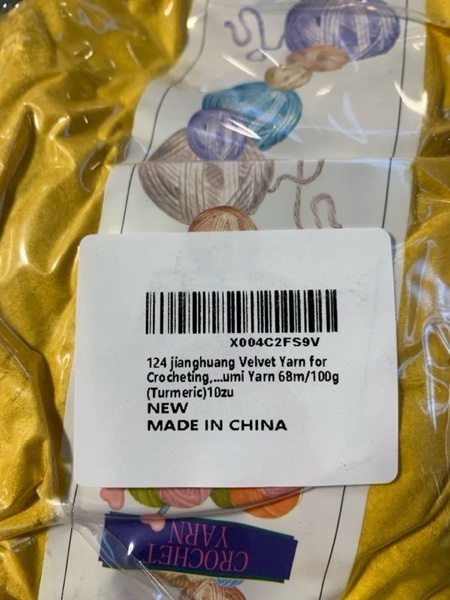 X004C2FS9V
124 jianghuang Velvet Yarn for
Crocheting,...umi Yarn 68m/100g
(Turmeric)10zu
NEW
MADE IN CHINA
CROCHET
YARN